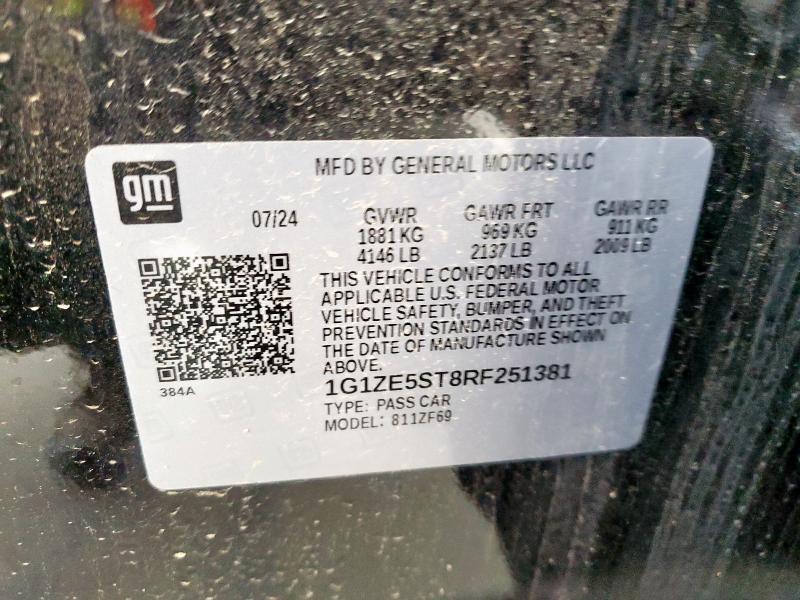 gm
MFD BY GENERAL MOTORS LLC
07/24
GVWR GAWR FRT GAWR RR
1881 KG 969 KG 911 KG
4146 LB 2137 LB 2009 LB
THIS VEHICLE CONFORMS TO ALL
APPLICABLE U.S. FEDERAL MOTOR
VEHICLE SAFETY, BUMPER, AND THEFT
PREVENTION STANDARDS IN EFFECT ON
THE DATE OF MANUFACTURE SHOWN
ABOVE.
384A
1G1ZE5ST8RF251381
TYPE: PASS CAR
MODEL: 811ZF69